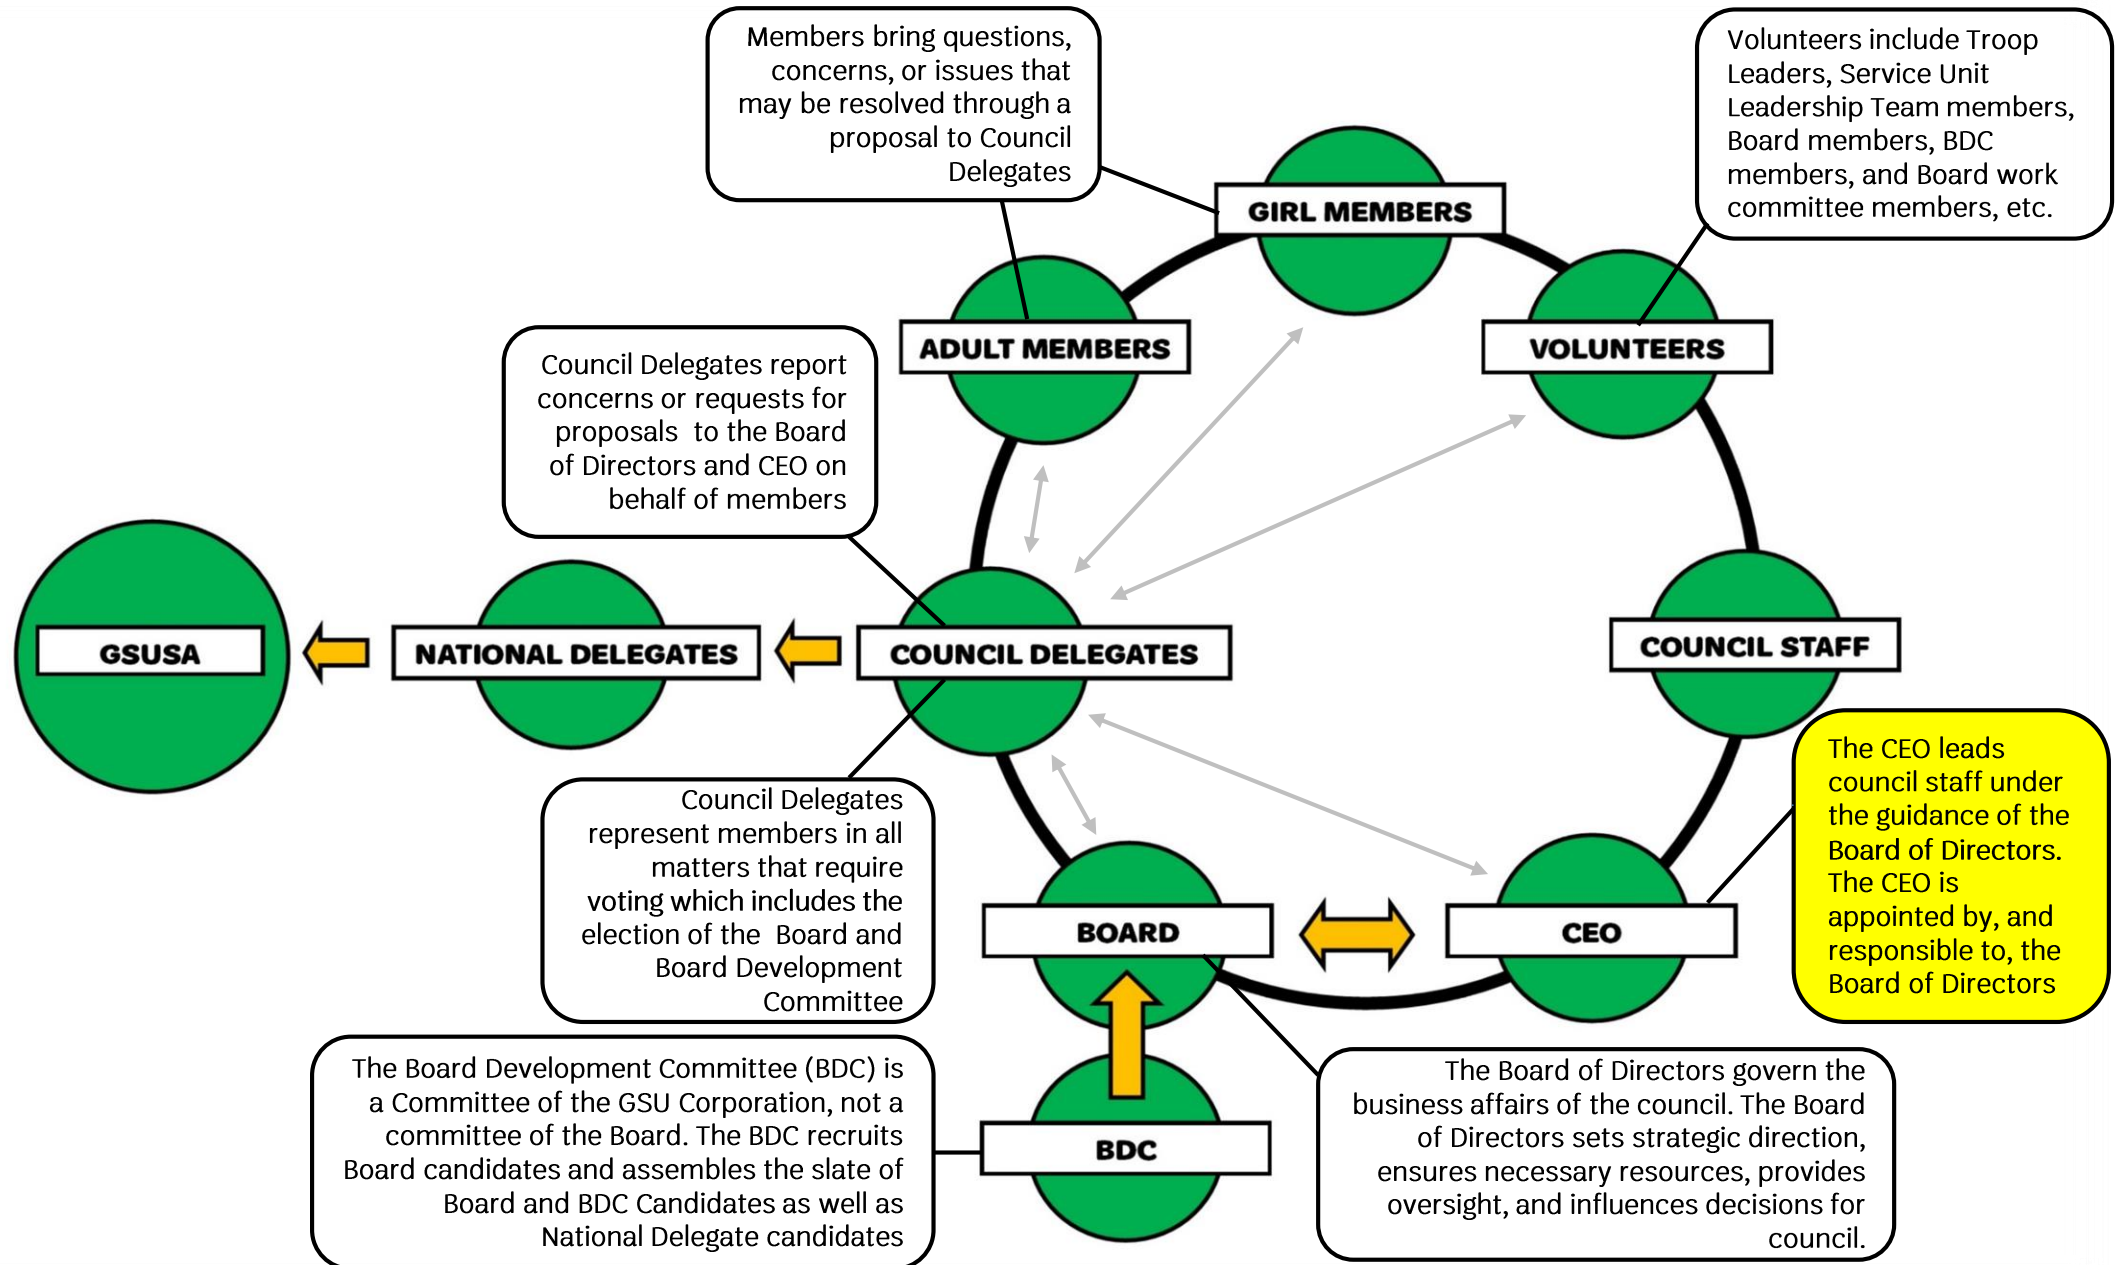 Members bring questions,
concerns, or issues that
may be resolved through a
proposal to Council
Delegates
Volunteers include Troop
Leaders, Service Unit
Leadership Team members,
Board members, BDC
members, and Board work
committee members, etc.
GIRL MEMBERS
ADULT MEMBERS
VOLUNTEERS
Council Delegates report
concerns or requests for
proposals  to the Board
of Directors and CEO on
behalf of members
GSUSA
NATIONAL DELEGATES
COUNCIL DELEGATES
COUNCIL STAFF
The CEO leads
council staff under
the guidance of the
Board of Directors.
The CEO is
appointed by, and
responsible to, the
Board of Directors
Council Delegates
represent members in all
matters that require
voting which includes the
election of the  Board and
Board Development
Committee
BOARD
CEO
The Board Development Committee (BDC) is
a Committee of the GSU Corporation, not a
committee of the Board. The BDC recruits
Board candidates and assembles the slate of
Board and BDC Candidates as well as
National Delegate candidates
BDC
The Board of Directors govern the
business affairs of the council. The Board
of Directors sets strategic direction,
ensures necessary resources, provides
oversight, and influences decisions for
council.